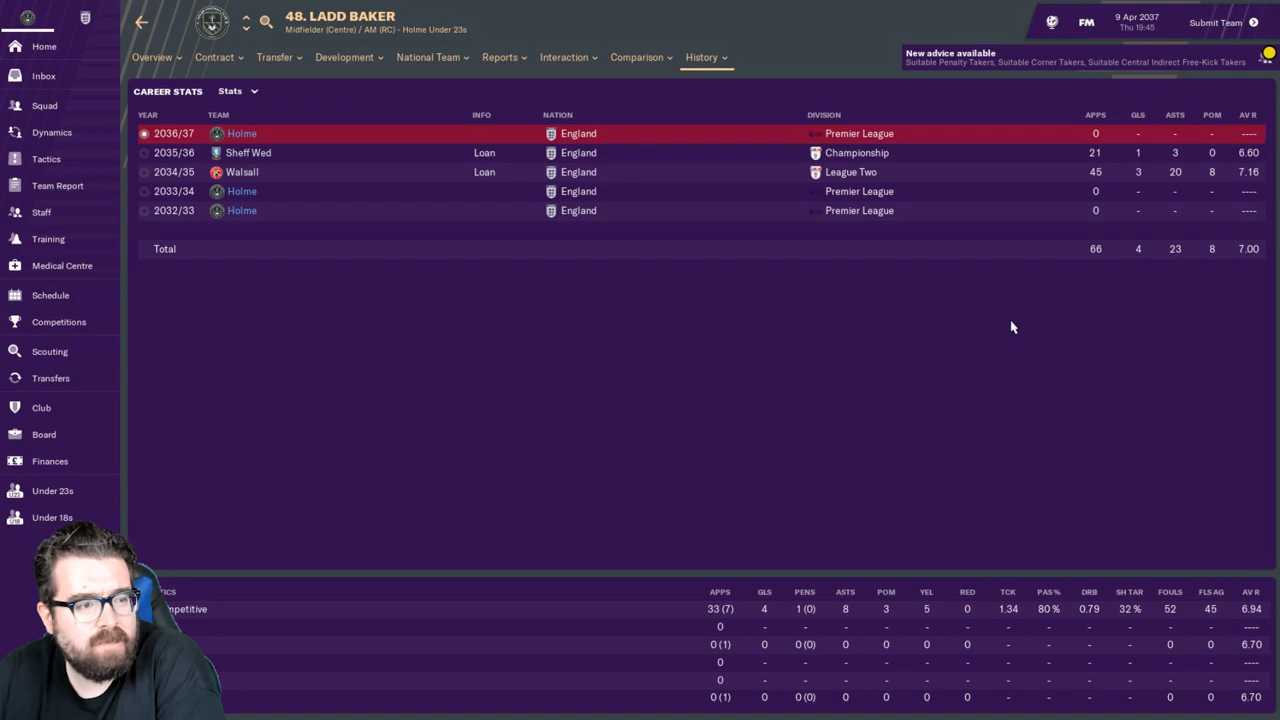 48. LADD BAKER
Midfielder (Centre) / AM (RC) - Holme Under 23s
FM
9 Apr 2037
Thu 19:45
Submit Team
Overview
Contract
Transfer
Development
National Team
Reports
Interaction
Comparison
History
New advice available
Suitable Penalty Takers, Suitable Corner Takers, Suitable Central Indirect Free-Kick Takers
Home
Inbox
Squad
Dynamics
Tactics
Team Report
Staff
Training
Medical Centre
Schedule
Competitions
Scouting
Transfers
Club
Board
Finances
U23 Under 23s
U18 Under 18s
CAREER STATS Stats
YEAR TEAM INFO NATION DIVISION APPS GLS ASTS POM AV R
2036/37 Holme England Premier League 0 - - - ----
2035/36 Sheff Wed Loan England Championship 21 1 3 0 6.60
2034/35 Walsall Loan England League Two 45 3 20 8 7.16
2033/34 Holme England Premier League 0 - - - ----
2032/33 Holme England Premier League 0 - - - ----
Total 66 4 23 8 7.00
APPS GLS PENS ASTS POM YEL RED TCK PAS % DRB SH TAR FOULS FLS AG AV R
33 (7) 4 1 (0) 8 3 5 0 1.34 80 % 0.79 32 % 52 45 6.94
0 - - - - - - - - - - - - ----
0 (1) 0 0 (0) 0 0 0 0 - - - - 0 0 6.70
0 - - - - - - - - - - - - ----
0 - - - - - - - - - - - - ----
0 (1) 0 0 (0) 0 0 0 0 - - - - 0 0 6.70